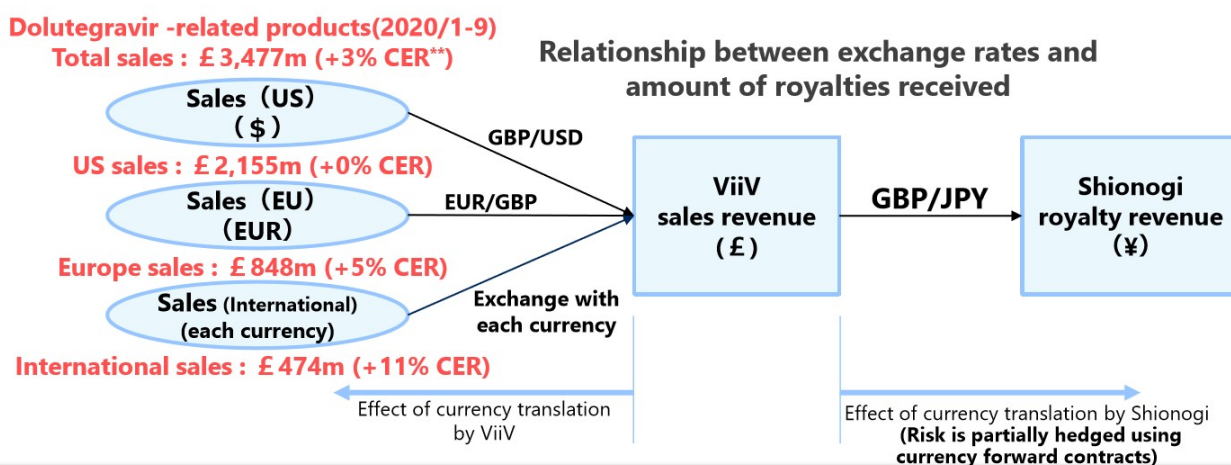 Dolutegravir -related products(2020/1-9)
Total sales : £3,477m (+3% CER**)
Relationship between exchange rates and
amount of royalties received
Sales（US）
（$）
GBP/USD
US sales : £2,155m (+0% CER)
Sales（EU）
（EUR）
EUR/GBP
Europe sales : £848m (+5% CER)
Sales (International)
(each currency)
Exchange with
each currency
International sales : £474m (+11% CER)
ViiV
sales revenue
(£)
GBP/JPY
Shionogi
royalty revenue
(¥)
Effect of currency translation
by ViiV
Effect of currency translation by Shionogi
(Risk is partially hedged using
currency forward contracts)